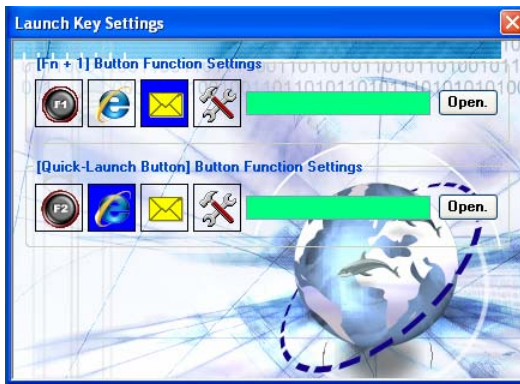 Launch Key Settings
[Fn + 1] Button Function Settings
F1
Open.
[Quick-Launch Button] Button Function Settings
F2
Open.